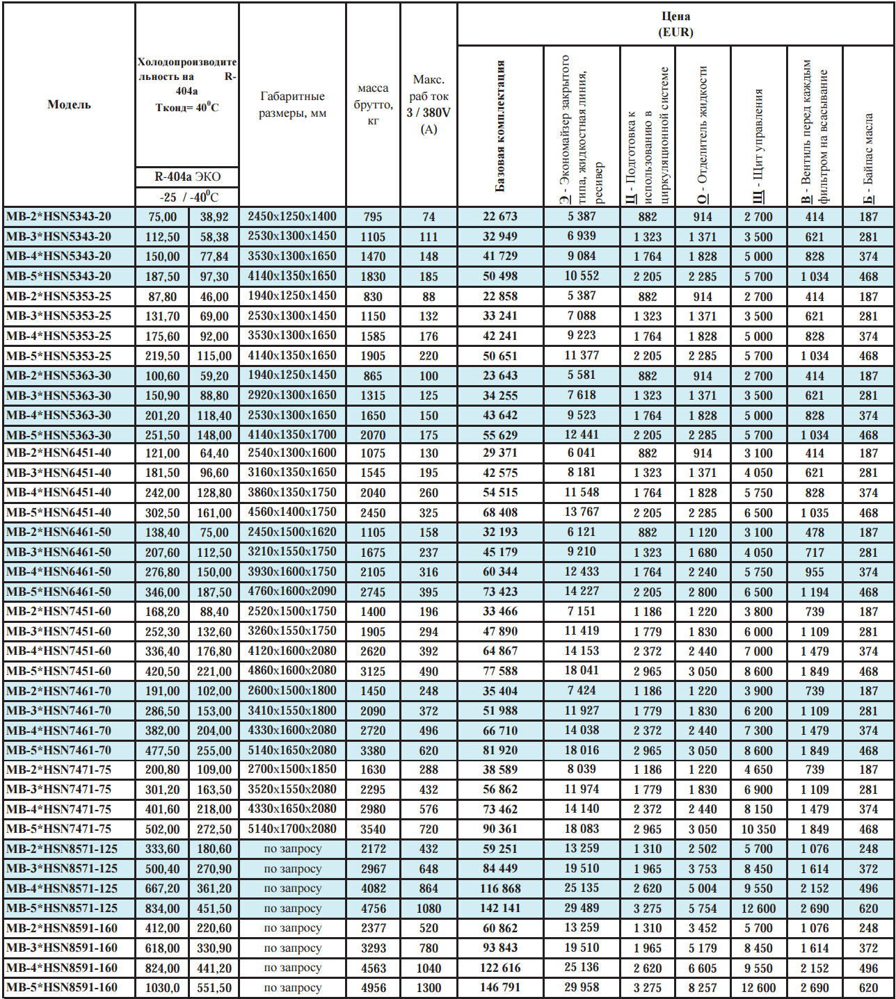 Цена
(EUR)
Модель
Холодопроизводите
льность на R-
404a
Тконд= 40⁰C
R-404a ЭКО
-25 / -40⁰C
Габаритные
размеры, мм
масса
брутто,
кг
Макс.
раб ток
3 / 380V
(A)
Базовая комплектация
Э - Экономайзер закрытого
типа, жидкостная линия,
ресивер
Ц - Подготовка к
использованию в
циркуляционной системе
О - Отделитель жидкости
Щ - Щит управления
В - Вентиль перед каждым
фильтром на всасывание
Б - Байпас масла
МВ-2*HSN5343-20 75,00 38,92 2450x1250x1400 795 74 22 673 5 387 882 914 2 700 414 187
МВ-3*HSN5343-20 112,50 58,38 2530x1300x1450 1105 111 32 949 6 939 1 323 1 371 3 500 621 281
МВ-4*HSN5343-20 150,00 77,84 3530x1300x1650 1470 148 41 729 9 084 1 764 1 828 5 000 828 374
МВ-5*HSN5343-20 187,50 97,30 4140x1350x1650 1830 185 50 498 10 552 2 205 2 285 5 700 1 034 468
МВ-2*HSN5353-25 87,80 46,00 1940x1250x1450 830 88 22 858 5 387 882 914 2 700 414 187
МВ-3*HSN5353-25 131,70 69,00 2530x1300x1450 1150 132 33 241 7 088 1 323 1 371 3 500 621 281
МВ-4*HSN5353-25 175,60 92,00 3530x1300x1650 1585 176 42 241 9 223 1 764 1 828 5 000 828 374
МВ-5*HSN5353-25 219,50 115,00 4140x1350x1650 1905 220 50 651 11 377 2 205 2 285 5 700 1 034 468
МВ-2*HSN5363-30 100,60 59,20 1940x1250x1450 865 100 23 643 5 581 882 914 2 700 414 187
МВ-3*HSN5363-30 150,90 88,80 2920x1300x1650 1315 125 34 255 7 618 1 323 1 371 3 500 621 281
МВ-4*HSN5363-30 201,20 118,40 2530x1300x1650 1650 150 43 642 9 523 1 764 1 828 5 000 828 374
МВ-5*HSN5363-30 251,50 148,00 4140x1350x1700 2070 175 55 629 12 441 2 205 2 285 5 700 1 034 468
МВ-2*HSN6451-40 121,00 64,40 2540x1300x1600 1075 130 29 371 6 041 882 914 3 100 414 187
МВ-3*HSN6451-40 181,50 96,60 3160x1350x1650 1545 195 42 575 8 181 1 323 1 371 4 050 621 281
МВ-4*HSN6451-40 242,00 128,80 3860x1350x1750 2040 260 54 515 11 548 1 764 1 828 5 750 828 374
МВ-5*HSN6451-40 302,50 161,00 4560x1400x1750 2450 325 68 408 13 767 2 205 2 285 6 500 1 035 468
МВ-2*HSN6461-50 138,40 75,00 2450x1500x1620 1105 158 32 193 6 121 882 1 120 3 100 478 187
МВ-3*HSN6461-50 207,60 112,50 3210x1550x1750 1675 237 45 179 9 210 1 323 1 680 4 050 717 281
МВ-4*HSN6461-50 276,80 150,00 3930x1600x1750 2105 316 60 344 12 433 1 764 2 240 5 750 955 374
МВ-5*HSN6461-50 346,00 187,50 4760x1600x2090 2745 395 73 423 14 227 2 205 2 800 6 500 1 194 468
МВ-2*HSN7451-60 168,20 88,40 2520x1500x1750 1400 196 33 466 7 151 1 186 1 220 3 800 739 187
МВ-3*HSN7451-60 252,30 132,60 3260x1550x1750 1905 294 47 890 11 419 1 779 1 830 6 000 1 109 281
МВ-4*HSN7451-60 336,40 176,80 4120x1600x2080 2620 392 64 867 14 153 2 372 2 440 7 000 1 479 374
МВ-5*HSN7451-60 420,50 221,00 4860x1600x2080 3125 490 77 588 18 041 2 965 3 050 8 600 1 849 468
МВ-2*HSN7461-70 191,00 102,00 2600x1500x1800 1450 248 35 404 7 424 1 186 1 220 3 900 739 187
МВ-3*HSN7461-70 286,50 153,00 3410x1550x1800 2090 372 51 988 11 927 1 779 1 830 6 200 1 109 281
МВ-4*HSN7461-70 382,00 204,00 4330x1600x2080 2720 496 66 710 14 038 2 372 2 440 7 300 1 479 374
МВ-5*HSN7461-70 477,50 255,00 5140x1650x2080 3380 620 81 920 18 016 2 965 3 050 8 600 1 849 468
МВ-2*HSN7471-75 200,80 109,00 2700x1500x1850 1630 288 38 589 8 039 1 186 1 220 4 650 739 187
МВ-3*HSN7471-75 301,20 163,50 3520x1550x2080 2295 432 56 862 11 974 1 779 1 830 6 900 1 109 281
МВ-4*HSN7471-75 401,60 218,00 4330x1650x2080 2980 576 73 462 14 140 2 372 2 440 8 150 1 479 374
МВ-5*HSN7471-75 502,00 272,50 5140x1700x2080 3540 720 90 361 18 083 2 965 3 050 10 350 1 849 468
МВ-2*HSN8571-125 333,60 180,60 по запросу 2172 432 59 251 13 259 1 310 2 502 5 700 1 076 248
МВ-3*HSN8571-125 500,40 270,90 по запросу 2967 648 84 449 19 510 1 965 3 753 8 450 1 614 372
МВ-4*HSN8571-125 667,20 361,20 по запросу 4082 864 116 868 25 135 2 620 5 004 9 550 2 152 496
МВ-5*HSN8571-125 834,00 451,50 по запросу 4756 1080 142 141 29 489 3 275 5 754 12 600 2 690 620
МВ-2*HSN8591-160 412,00 220,60 по запросу 2377 520 60 862 13 259 1 310 3 452 5 700 1 076 248
МВ-3*HSN8591-160 618,00 330,90 по запросу 3293 780 93 843 19 510 1 965 5 179 8 450 1 614 372
МВ-4*HSN8591-160 824,00 441,20 по запросу 4563 1040 122 616 25 136 2 620 6 605 9 550 2 152 496
МВ-5*HSN8591-160 1030,0 551,50 по запросу 4956 1300 146 791 29 958 3 275 8 257 12 600 2 690 620